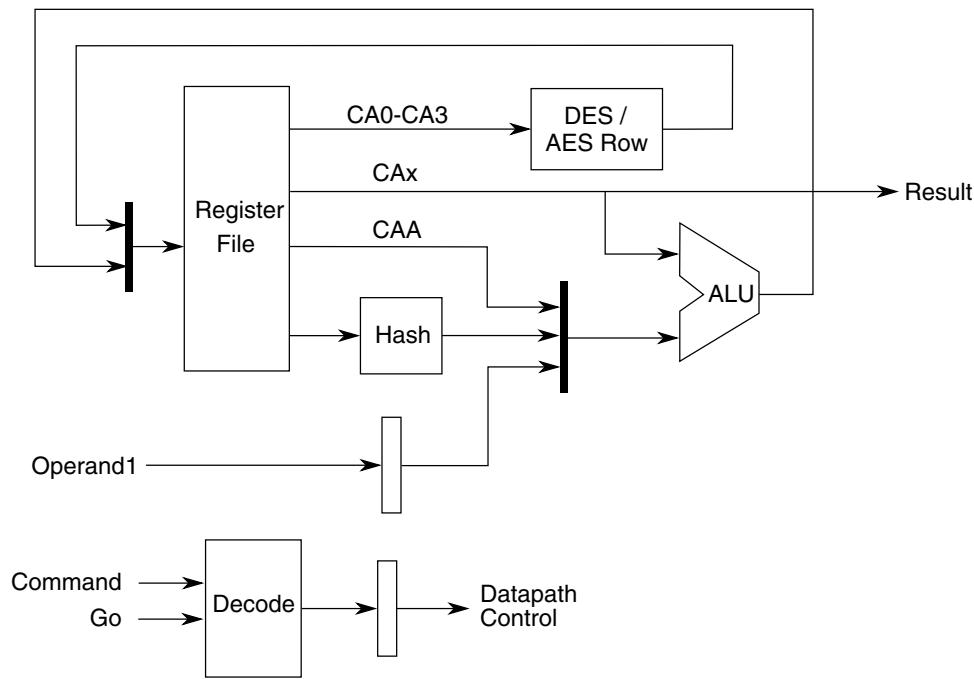 CA0-CA3
DES /
AES Row
CAx
Result
Register
File
CAA
ALU
Hash
Operand1
Command
Go
Decode
Datapath
Control